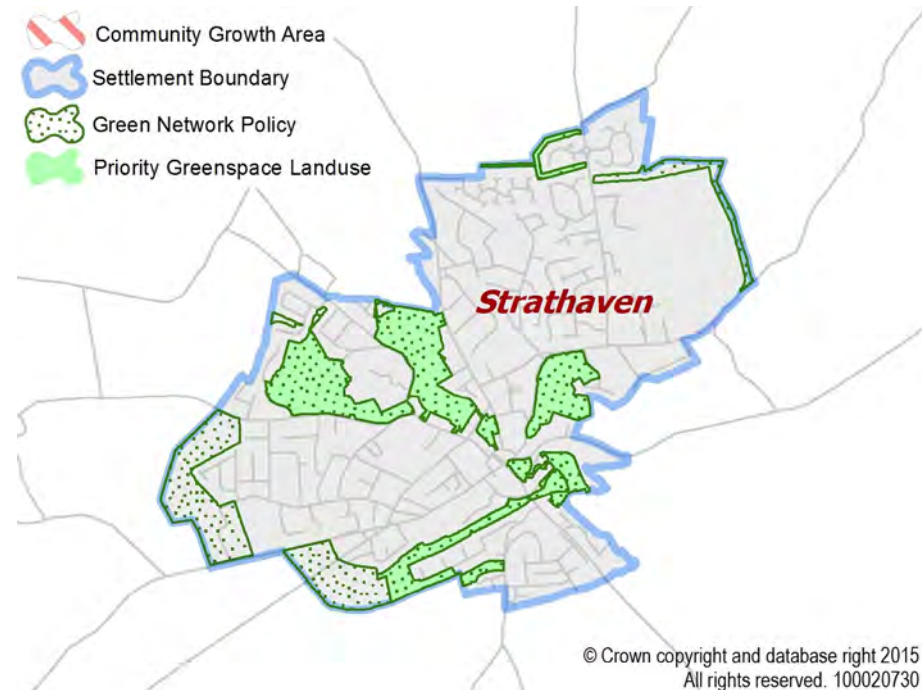 Community Growth Area
Settlement Boundary
Green Network Policy
Priority Greenspace Landuse
Strathaven
© Crown copyright and database right 2015
All rights reserved. 100020730